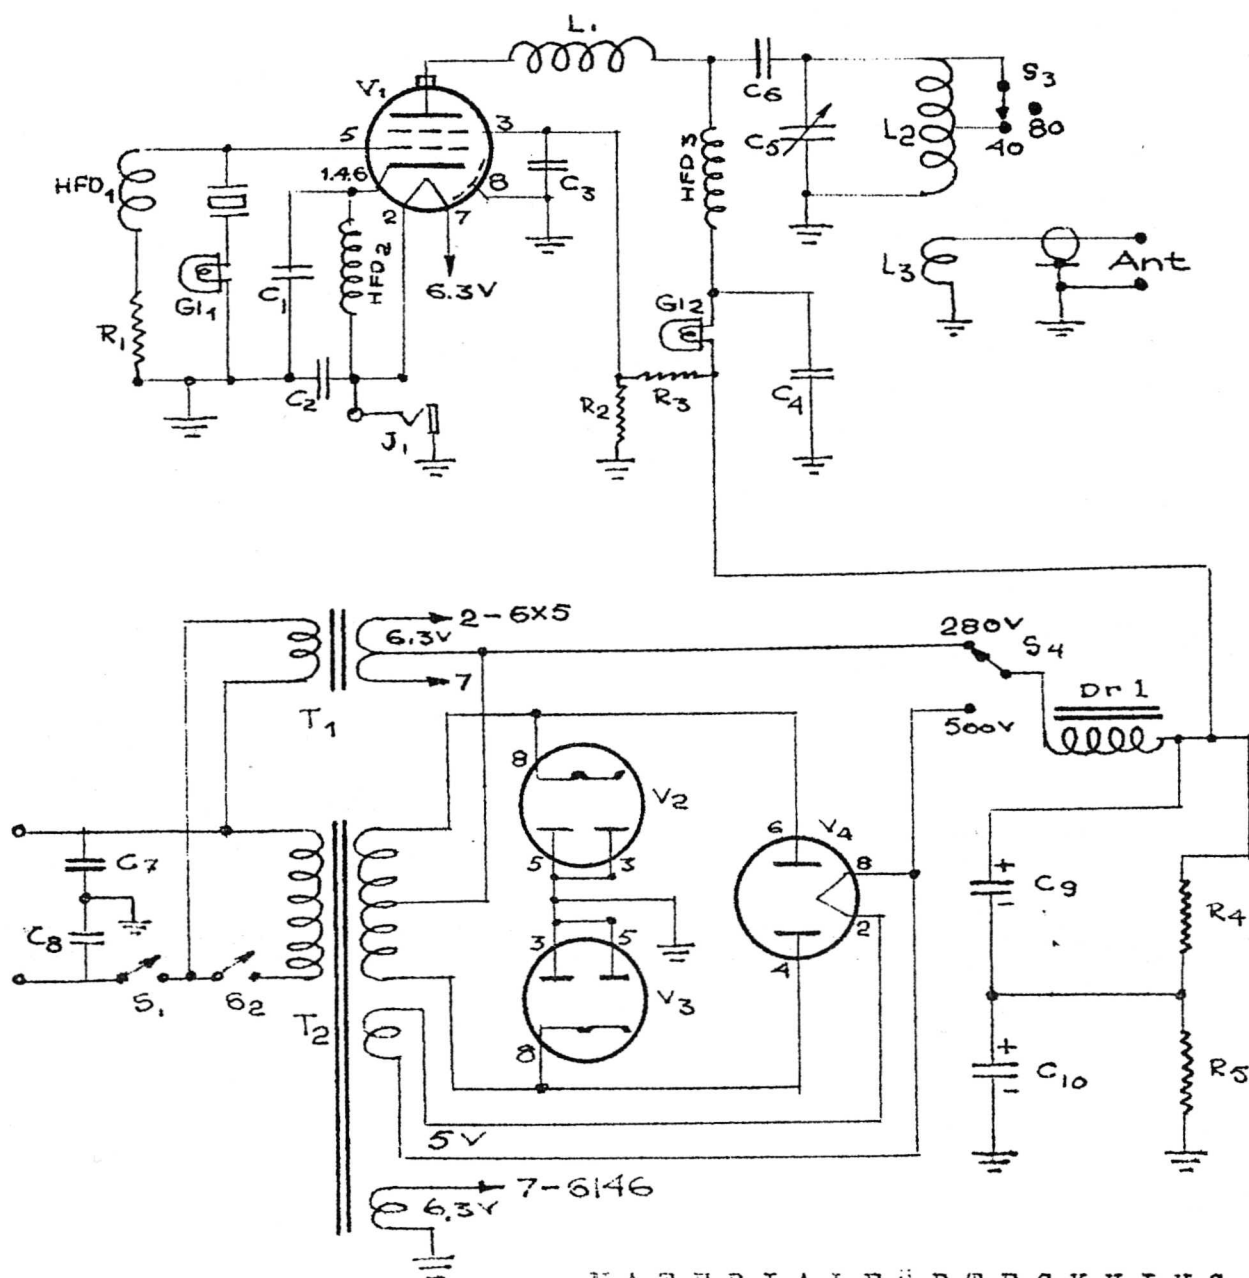 L1
V1
5
3
C6
S3
80
40
L2
C5
HFD3
HFD1
1.4.6
8
C3
2
7
6.3V
HFD2
C1
Gl1
R1
C2
J1
L3
Ant
Gl2
R2
R3
C4
2-6X5
6.3V
7
T1
280V
S4
Dr 1
500V
8
V2
5
3
6
V4
8
2
4
C7
C8
S1
S2
T2
3
5
V3
8
+
C9
-
R4
+
C10
-
R5
5V
7-6146
6.3V